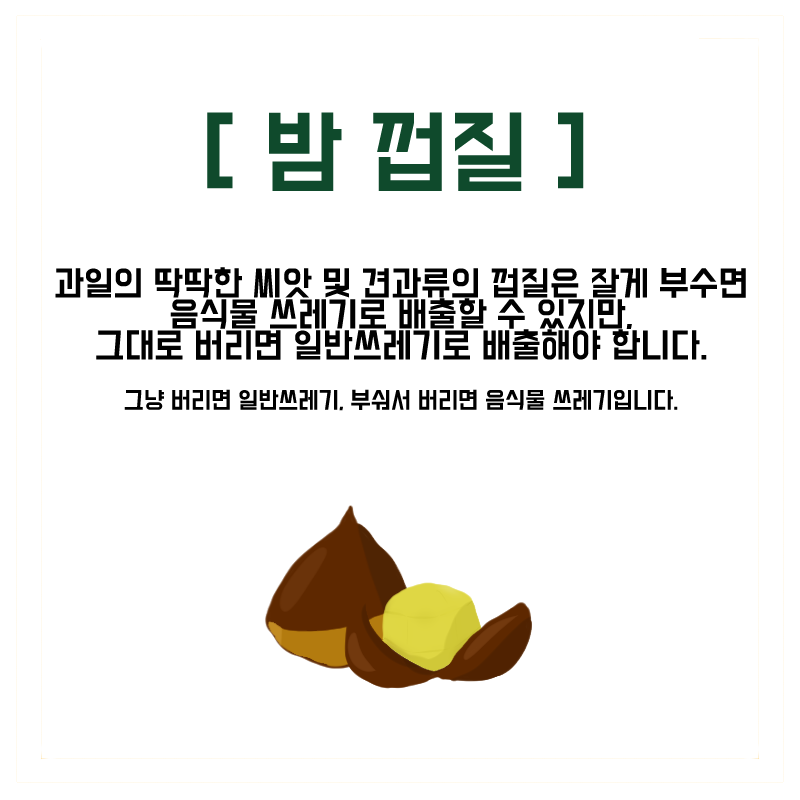 [ 밤 껍질 ]
과일의 딱딱한 씨앗 및 견과류의 껍질은 잘게 부수면
음식물 쓰레기로 배출할 수 있지만,
그대로 버리면 일반쓰레기로 배출해야 합니다.
그냥 버리면 일반쓰레기, 부숴서 버리면 음식물 쓰레기입니다.